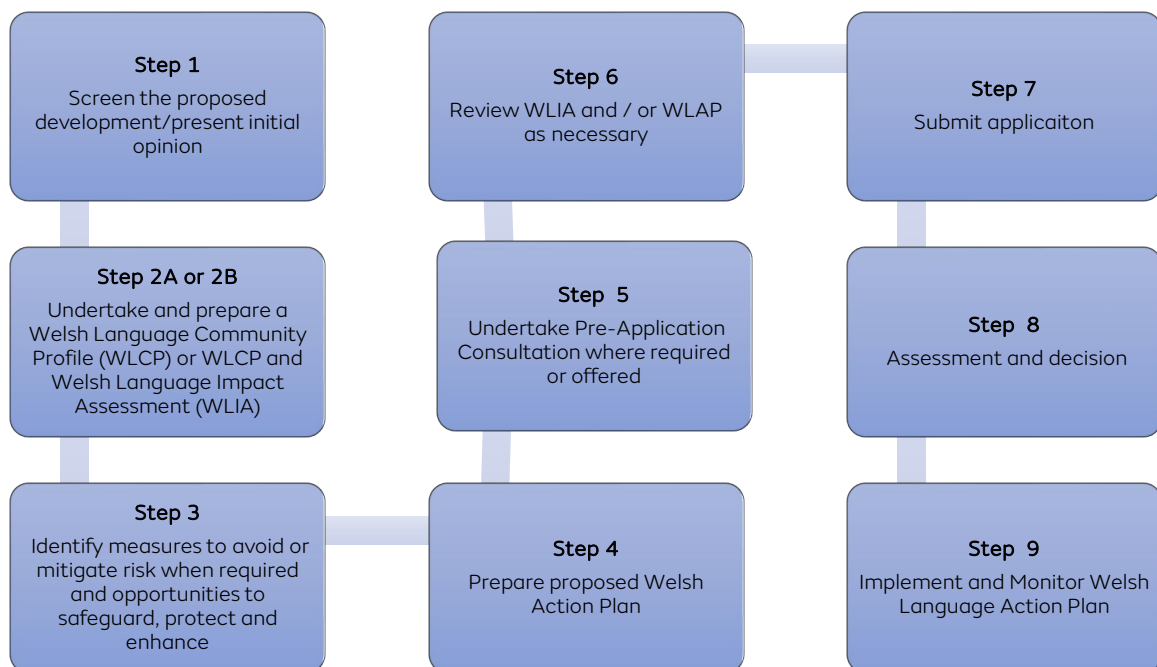 Step 1
Screen the proposed
development/present initial
opinion
Step 2A or 2B
Undertake and prepare a
Welsh Language Community
Profile (WLCP) or WLCP and
Welsh Language Impact
Assessment (WLIA)
Step 3
Identify measures to avoid or
mitigate risk when required
and opportunities to
safeguard, protect and
enhance
Step 4
Prepare proposed Welsh
Action Plan
Step 5
Undertake Pre-Application
Consultation where required
or offered
Step 6
Review WLIA and / or WLAP
as necessary
Step 7
Submit applicaiton
Step 8
Assessment and decision
Step 9
Implement and Monitor Welsh
Language Action Plan